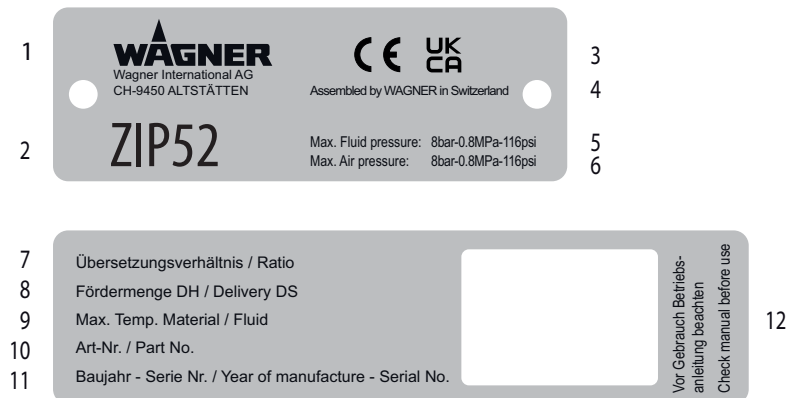 1
WAGNER
Wagner International AG
CH-9450 ALTSTÄTTEN
CE UKCA
3
Assembled by WAGNER in Switzerland
4
2
ZIP52
Max. Fluid pressure: 8bar-0.8MPa-116psi
5
Max. Air pressure: 8bar-0.8MPa-116psi
6
7
Übersetzungsverhältnis / Ratio
8
Fördermenge DH / Delivery DS
9
Max. Temp. Material / Fluid
10
Art-Nr. / Part No.
11
Baujahr - Serie Nr. / Year of manufacture - Serial No.
Vor Gebrauch Betriebs-
anleitung beachten
Check manual before use
12